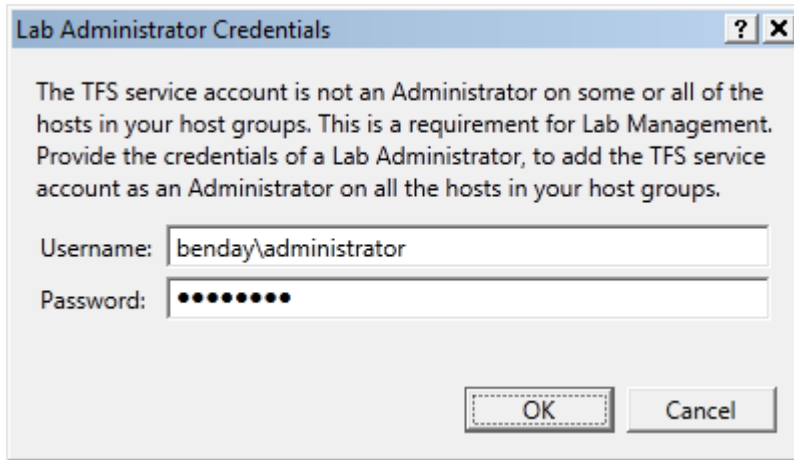 Lab Administrator Credentials
The TFS service account is not an Administrator on some or all of the
hosts in your host groups. This is a requirement for Lab Management.
Provide the credentials of a Lab Administrator, to add the TFS service
account as an Administrator on all the hosts in your host groups.
Username: benday\administrator
Password: ●●●●●●●●
OK Cancel